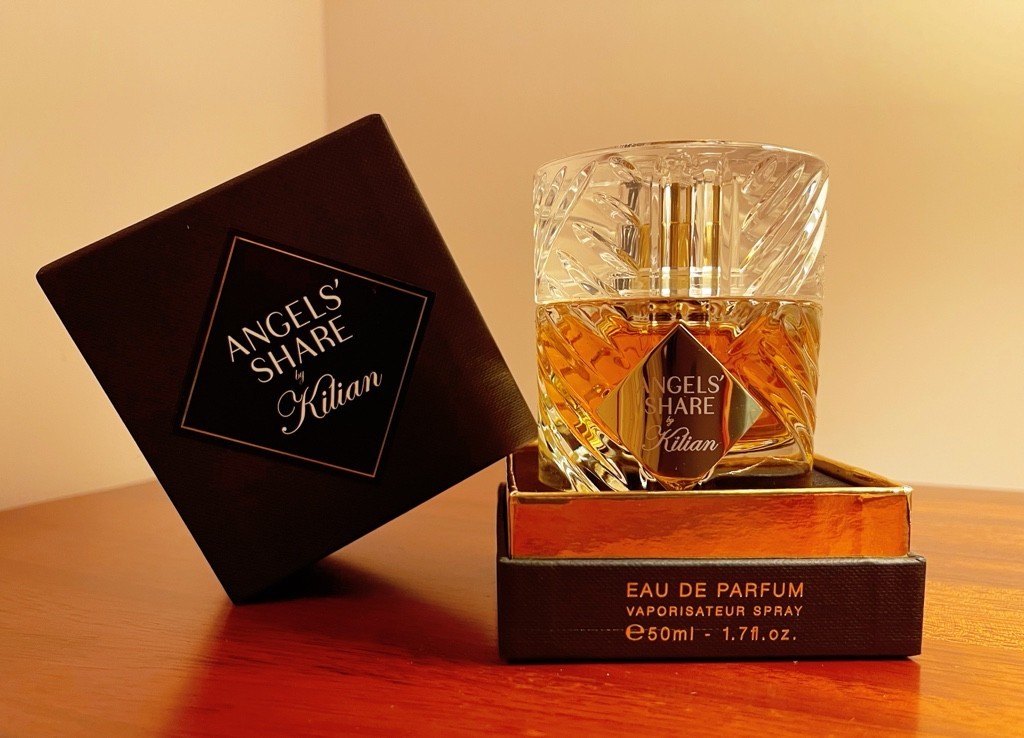 ANGELS'
SHARE
by
Kilian
ANGELS'
SHARE
by
Kilian
EAU DE PARFUM
VAPORISATEUR SPRAY
℮50ml - 1.7fl.oz.